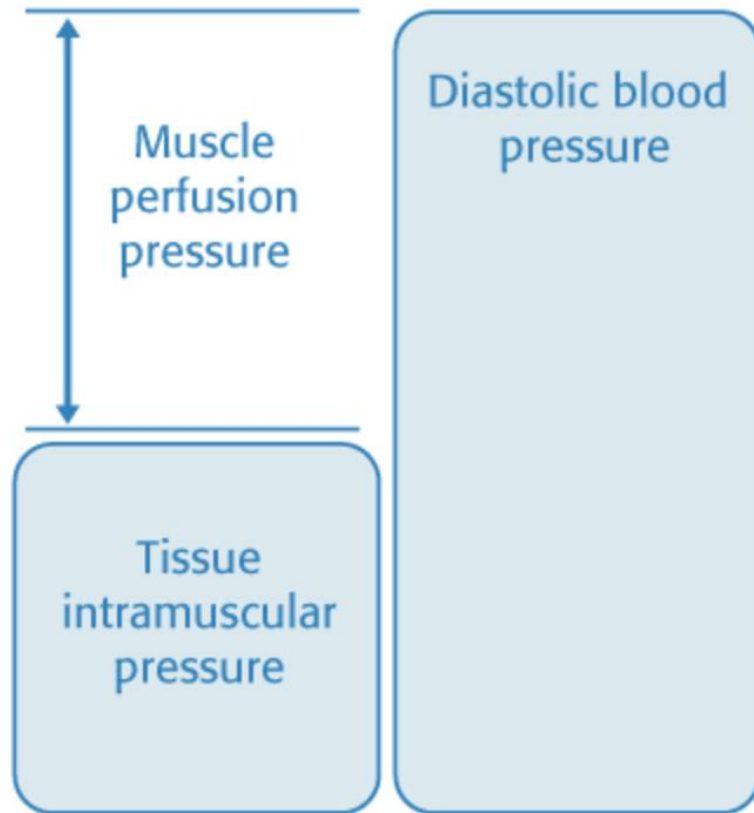 Muscle
perfusion
pressure
Diastolic blood
pressure
Tissue
intramuscular
pressure